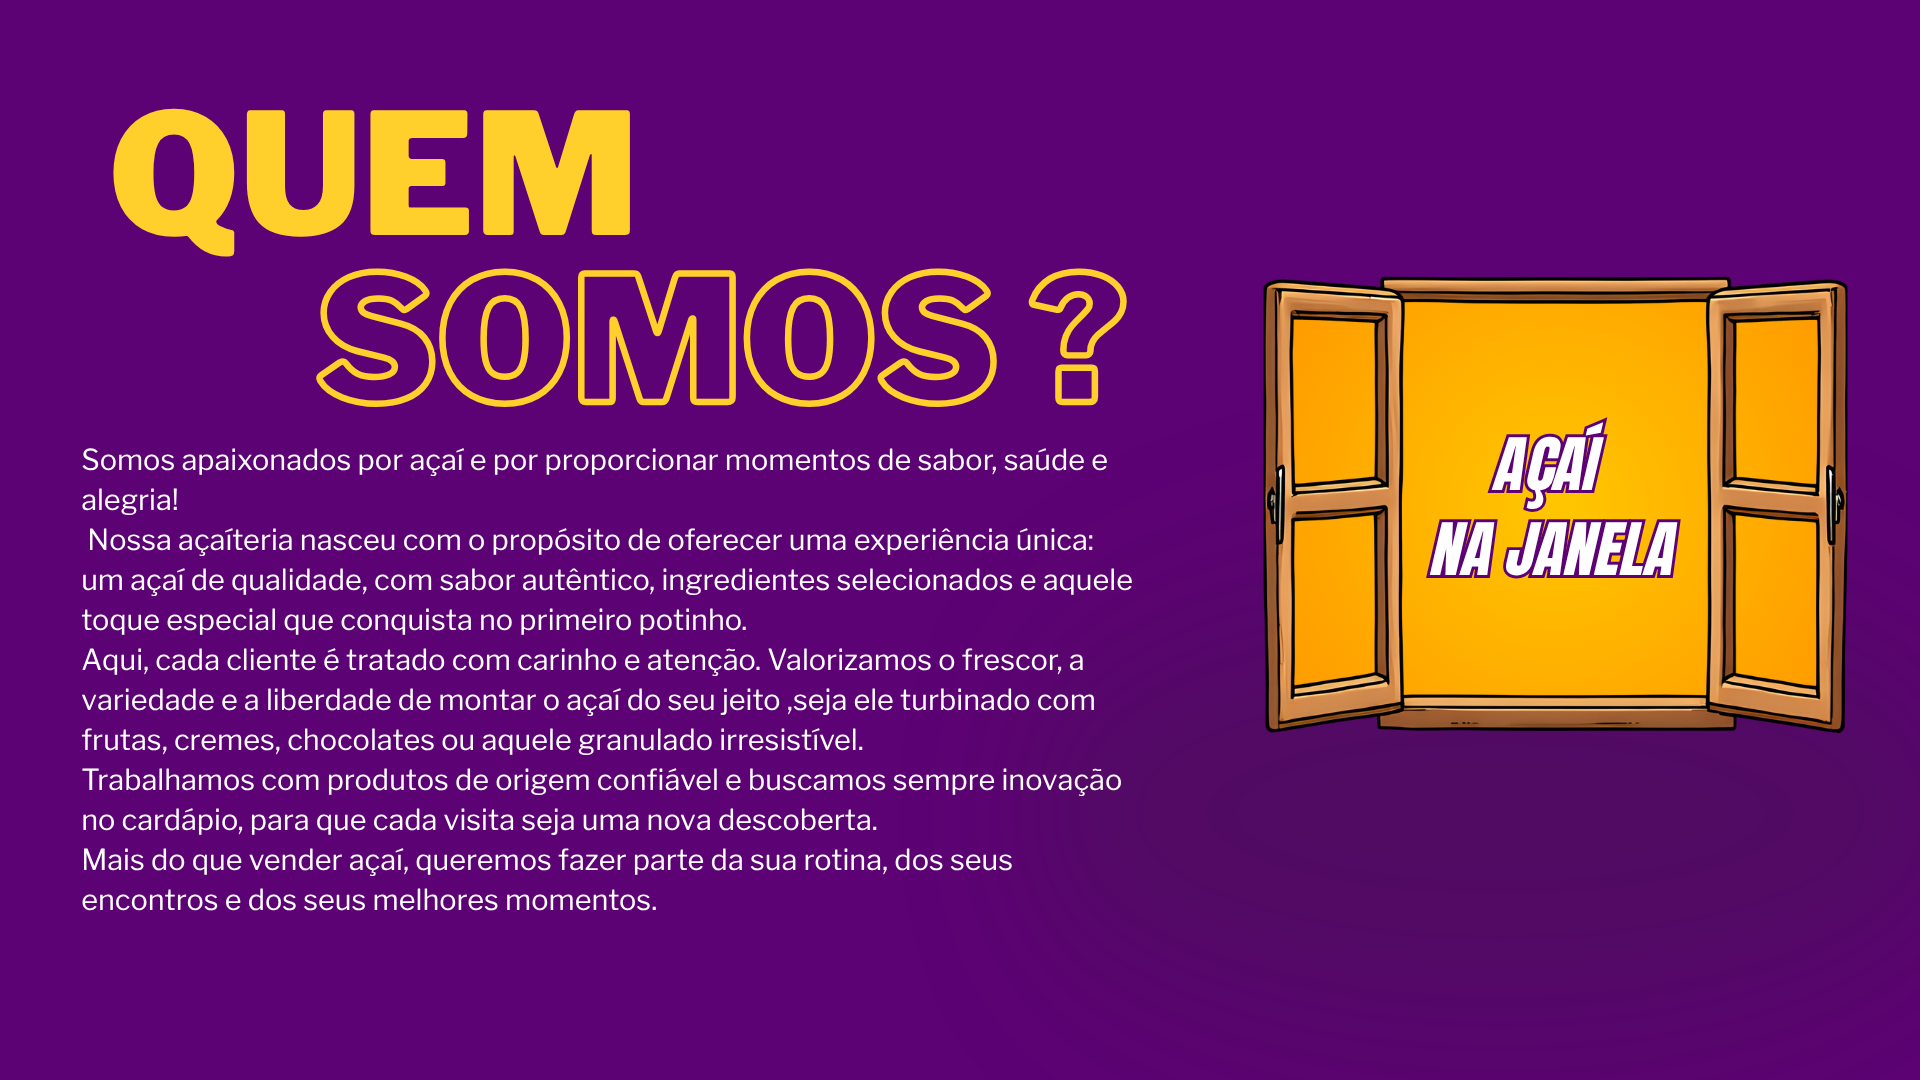 QUEM
SOMOS ?
Somos apaixonados por açaí e por proporcionar momentos de sabor, saúde e
alegria!
Nossa açaíteria nasceu com o propósito de oferecer uma experiência única:
um açaí de qualidade, com sabor autêntico, ingredientes selecionados e aquele
toque especial que conquista no primeiro potinho.
Aqui, cada cliente é tratado com carinho e atenção. Valorizamos o frescor, a
variedade e a liberdade de montar o açaí do seu jeito ,seja ele turbinado com
frutas, cremes, chocolates ou aquele granulado irresistível.
Trabalhamos com produtos de origem confiável e buscamos sempre inovação
no cardápio, para que cada visita seja uma nova descoberta.
Mais do que vender açaí, queremos fazer parte da sua rotina, dos seus
encontros e dos seus melhores momentos.
AÇAÍ
NA JANELA